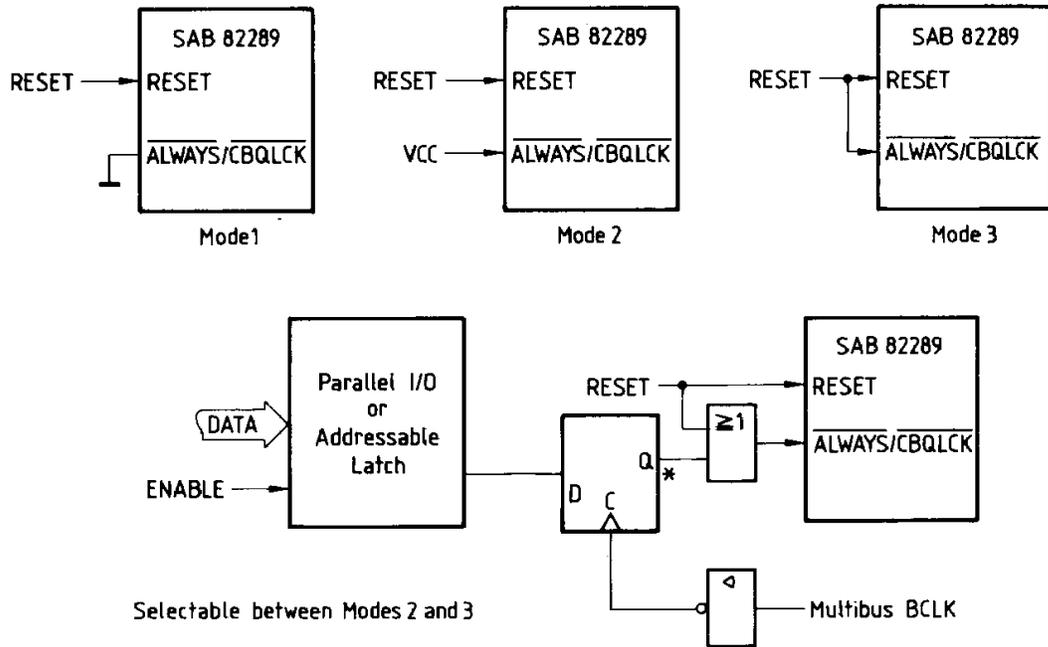 SAB 82289
RESET
RESET
ALWAYS/CBQLCK
Mode1
SAB 82289
RESET
RESET
VCC
ALWAYS/CBQLCK
Mode 2
SAB 82289
RESET
RESET
ALWAYS/CBQLCK
Mode 3
Parallel I/O
or
Addressable
Latch
DATA
ENABLE
D
C
Q
*
RESET
≧1
SAB 82289
RESET
ALWAYS/CBQLCK
Multibus BCLK
Selectable between Modes 2 and 3